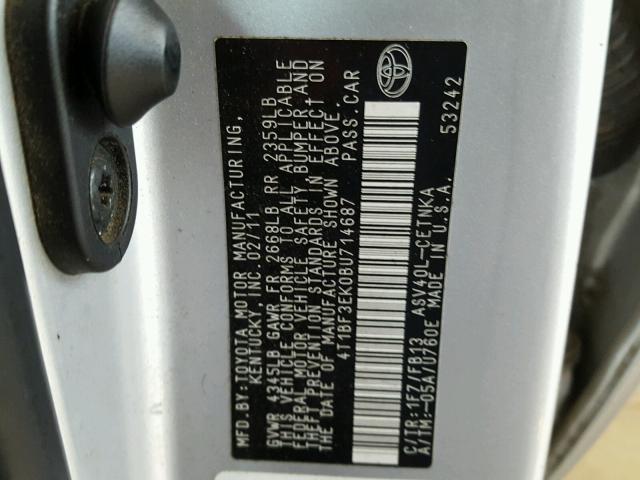 MFD.BY:TOYOTA MOTOR MANUFACTURING,
KENTUCKY, INC. 02/11
GVWR 4345LB GAWR FR 2668LB RR 2359LB
THIS VEHICLE CONFORMS TO ALL APPLICABLE
FEDERAL MOTOR VEHICLE SAFETY BUMPER, AND
THEFT PREVENTION STANDARDS IN EFFECT ON
THE DATE OF MANUFACTURE SHOWN ABOVE.
4T1BF3EK0BU714687 PASS.CAR
C/TR:1F7/FB13 ASV40L-CETNKA
A/TM:-05A/U760E MADE IN U.S.A.
53242